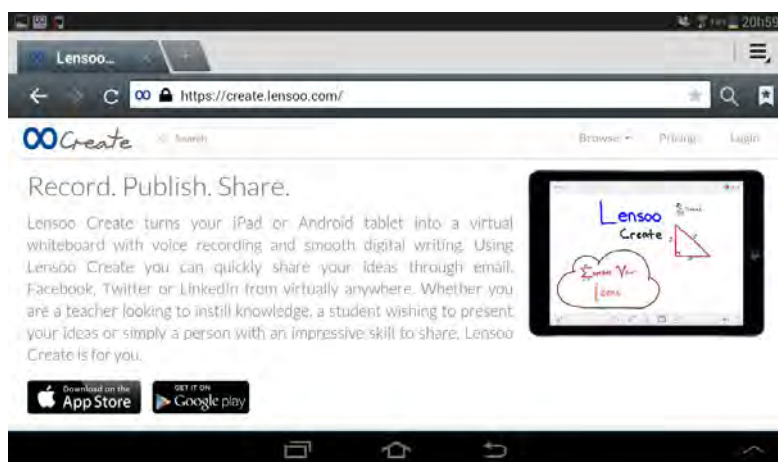 20h59
Lensoo...
https://create.lensoo.com/
Create Search Browse Pricing Login
Record. Publish. Share.
Lensoo Create turns your iPad or Android tablet into a virtual
whiteboard with voice recording and smooth digital writing. Using
Lensoo Create you can quickly share your ideas through email,
Facebook, Twitter or LinkedIn from virtually anywhere. Whether you
are a teacher looking to instill knowledge, a student wishing to present
your ideas or simply a person with an impressive skill to share, Lensoo
Create is for you.
Lensoo
Create
Download on the
App Store
GET IT ON
Google play